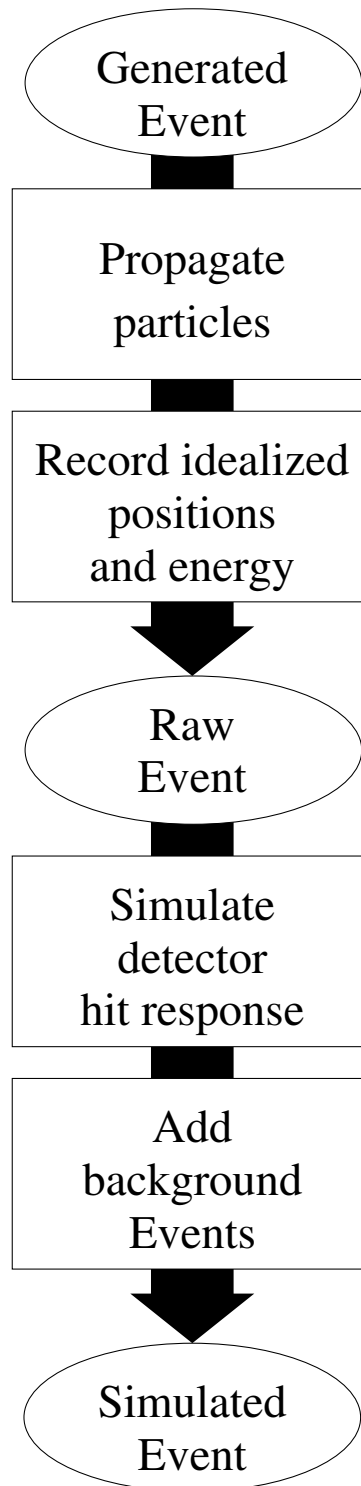 Generated
Event
Propagate
particles
Record idealized
positions
and energy
Raw
Event
Simulate
detector
hit response
Add
background
Events
Simulated
Event